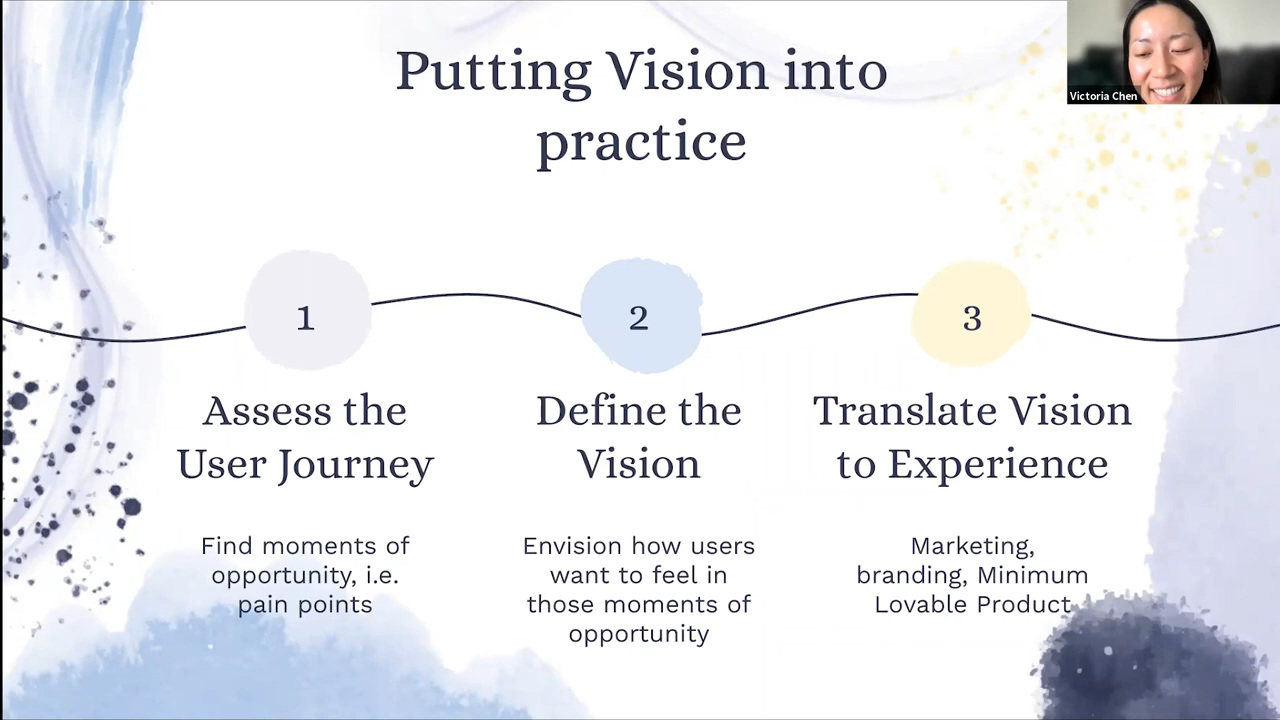 Putting Vision into
practice
Victoria Chen
1
2
3
Assess the
User Journey
Define the
Vision
Translate Vision
to Experience
Find moments of
opportunity, i.e.
pain points
Envision how users
want to feel in
those moments of
opportunity
Marketing,
branding, Minimum
Lovable Product